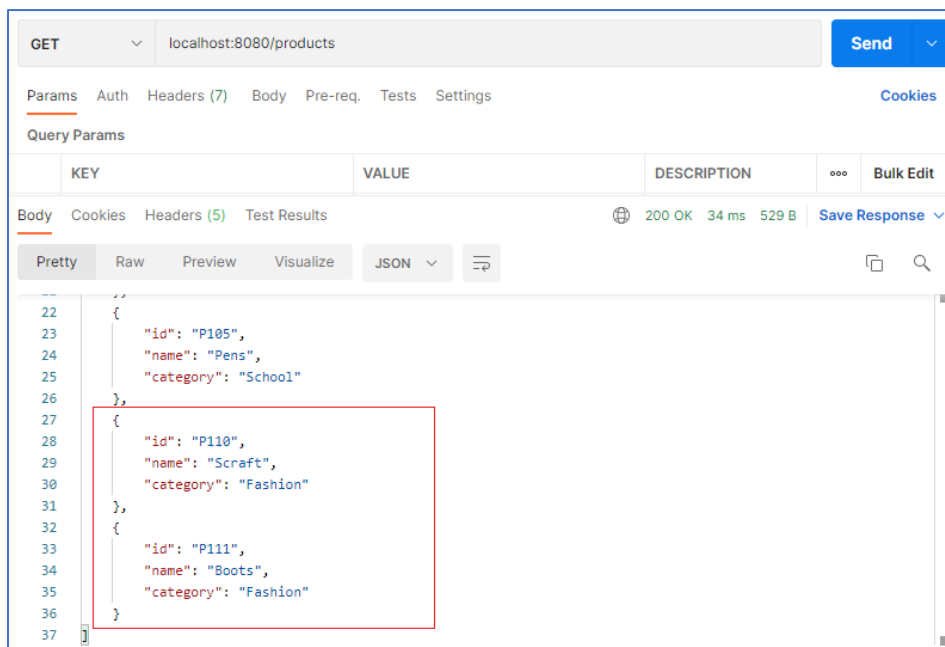 GET localhost:8080/products Send
Params Auth Headers (7) Body Pre-req. Tests Settings Cookies
Query Params
KEY VALUE DESCRIPTION ooo Bulk Edit
Body Cookies Headers (5) Test Results 200 OK 34 ms 529 B Save Response
Pretty Raw Preview Visualize JSON
22 {
23 "id": "P105",
24 "name": "Pens",
25 "category": "School"
26 },
27 {
28 "id": "P110",
29 "name": "Scraft",
30 "category": "Fashion"
31 },
32 {
33 "id": "P111",
34 "name": "Boots",
35 "category": "Fashion"
36 }
37 ]